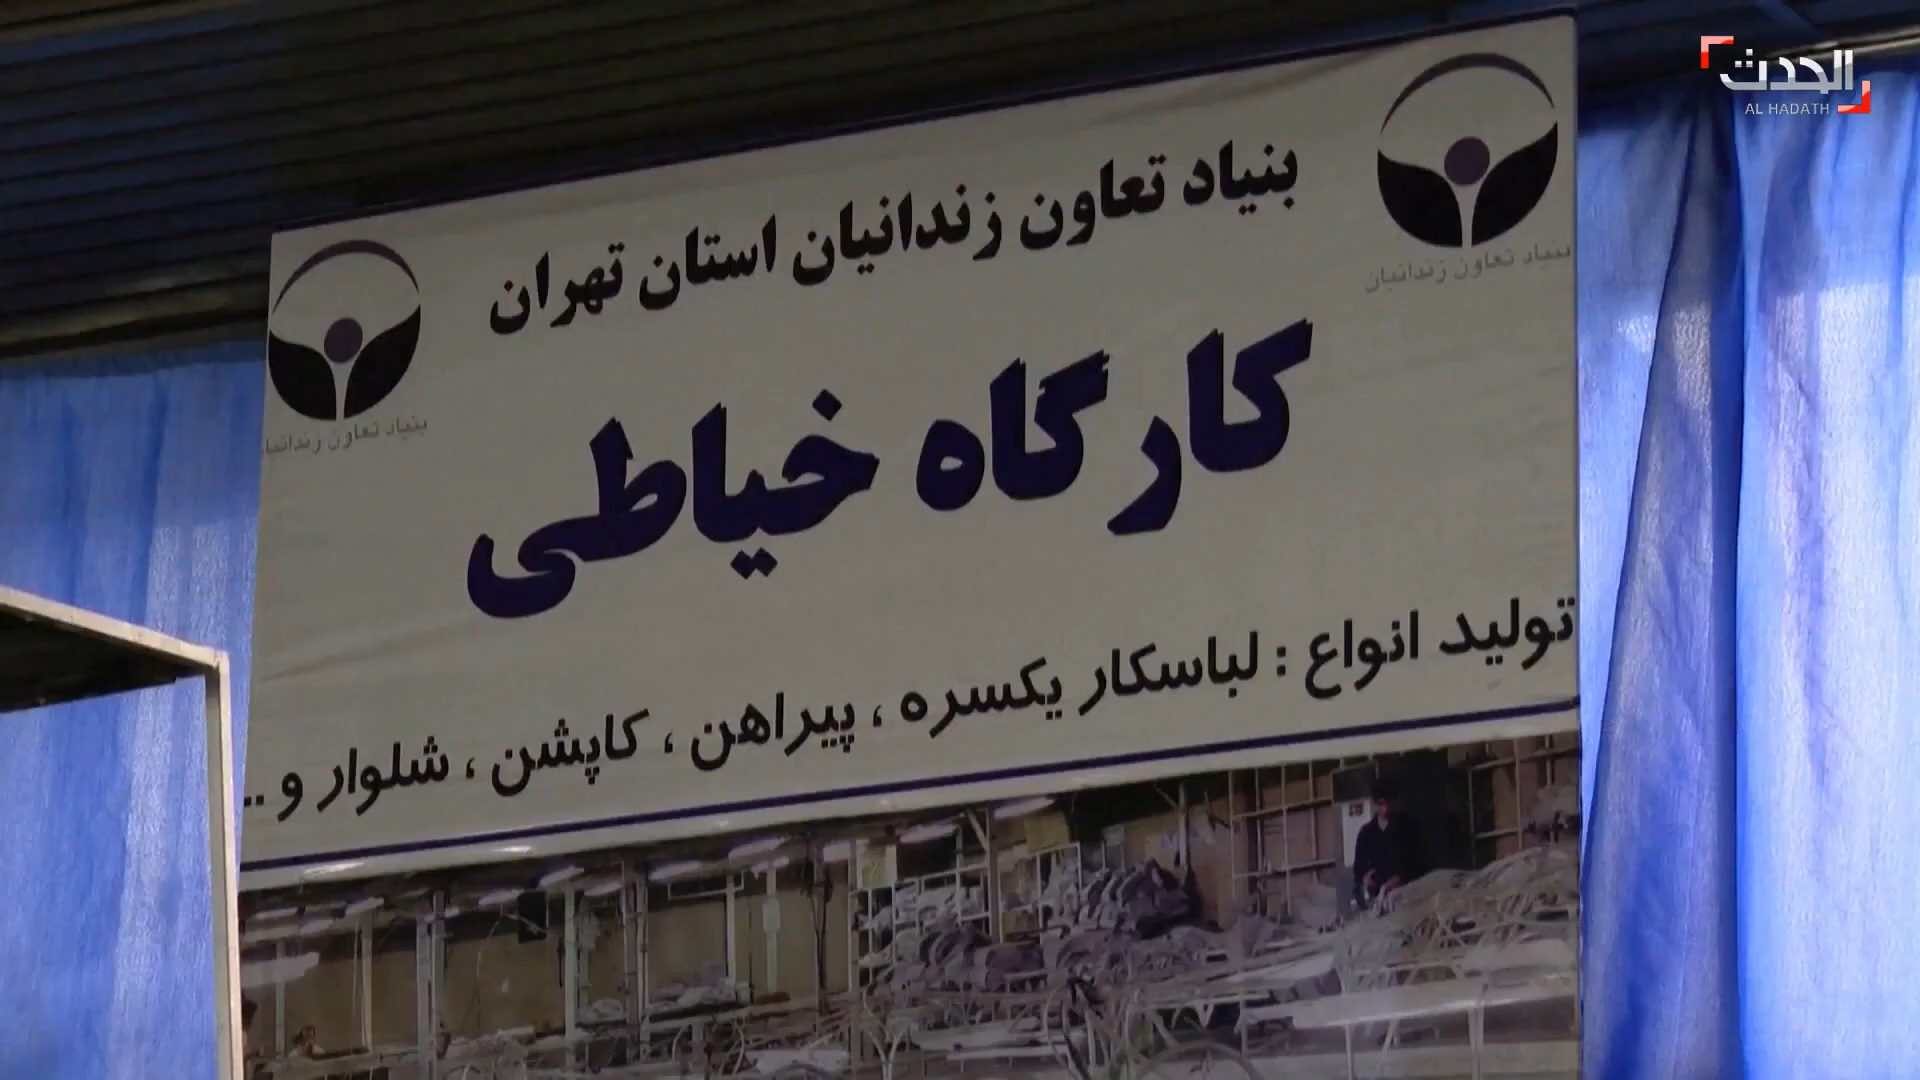 الحدث
AL HADATH
بنیاد تعاون زندانیان استان تهران
بنیاد تعاون زندانیان
بنیاد تعاون زندانیا
کارگاه خیاطی
تولید انواع : لباسکار یکسره ، پیراهن ، کاپشن ، شلوار و ..